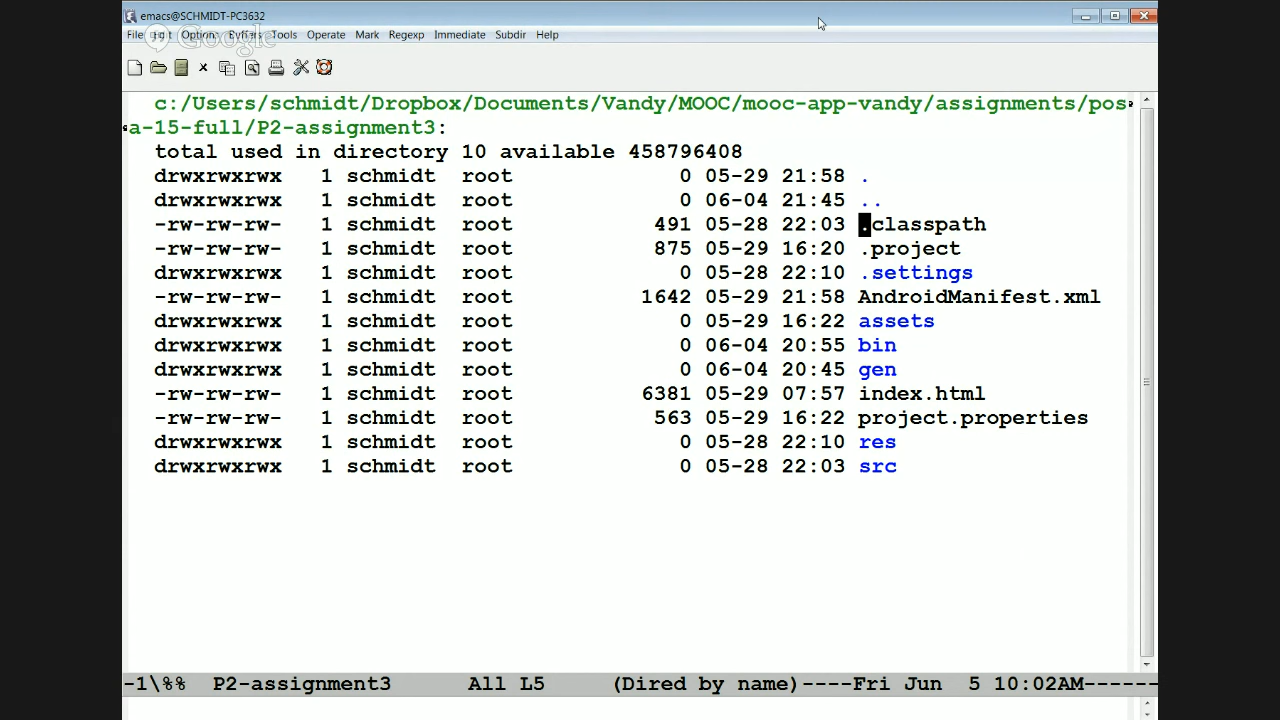 emacs@SCHMIDT-PC3632
File Edit Options Buffers Tools Operate Mark Regexp Immediate Subdir Help
Google
c:/Users/schmidt/Dropbox/Documents/Vandy/MOOC/mooc-app-vandy/assignments/pos
a-15-full/P2-assignment3:
total used in directory 10 available 458796408
drwxrwxrwx 1 schmidt root 0 05-29 21:58 .
drwxrwxrwx 1 schmidt root 0 06-04 21:45 ..
-rw-rw-rw- 1 schmidt root 491 05-28 22:03 .classpath
-rw-rw-rw- 1 schmidt root 875 05-29 16:20 .project
drwxrwxrwx 1 schmidt root 0 05-28 22:10 .settings
-rw-rw-rw- 1 schmidt root 1642 05-29 21:58 AndroidManifest.xml
drwxrwxrwx 1 schmidt root 0 05-29 16:22 assets
drwxrwxrwx 1 schmidt root 0 06-04 20:55 bin
drwxrwxrwx 1 schmidt root 0 06-04 20:45 gen
-rw-rw-rw- 1 schmidt root 6381 05-29 07:57 index.html
-rw-rw-rw- 1 schmidt root 563 05-29 16:22 project.properties
drwxrwxrwx 1 schmidt root 0 05-28 22:10 res
drwxrwxrwx 1 schmidt root 0 05-28 22:03 src
-1\%% P2-assignment3 All L5 (Dired by name)----Fri Jun 5 10:02AM------